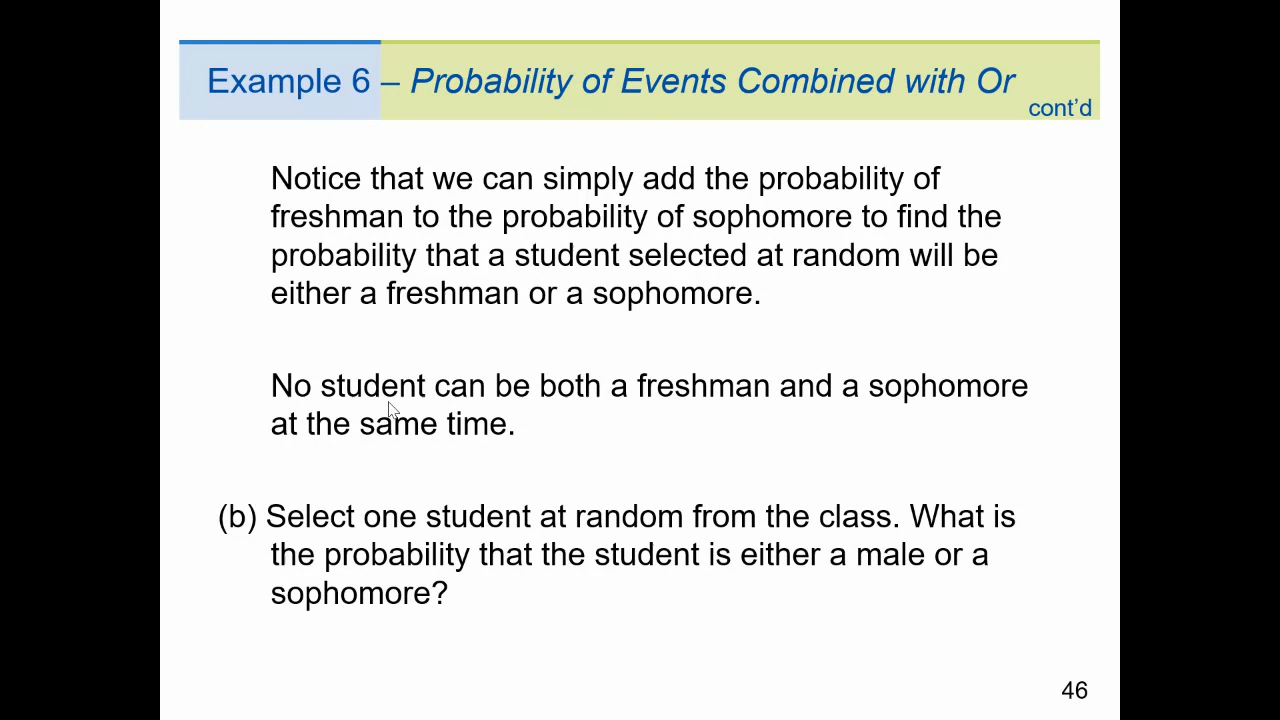 Example 6 – Probability of Events Combined with Or
cont'd
Notice that we can simply add the probability of
freshman to the probability of sophomore to find the
probability that a student selected at random will be
either a freshman or a sophomore.
No student can be both a freshman and a sophomore
at the same time.
(b) Select one student at random from the class. What is
the probability that the student is either a male or a
sophomore?
46